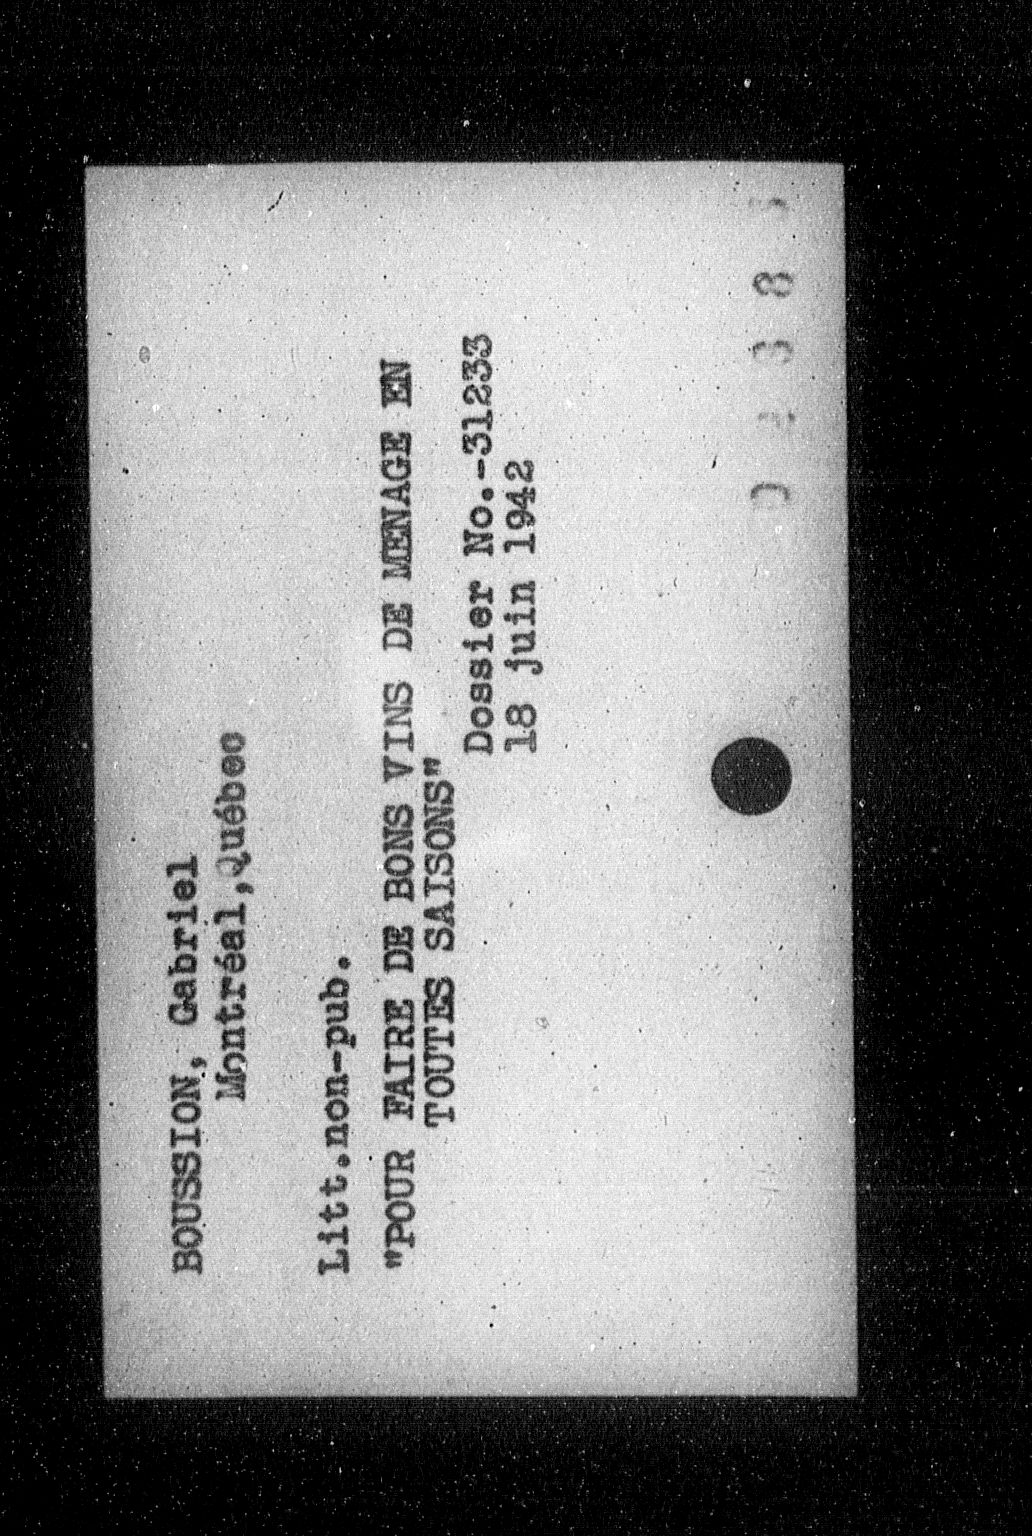 BOUSSION, Gabriel
Montréal,Québec
Litt.non-pub.
"POUR FAIRE DE BONS VINS DE MENAGE EN
TOUTES SAISONS"
Dossier No.-31233
18 juin 1942